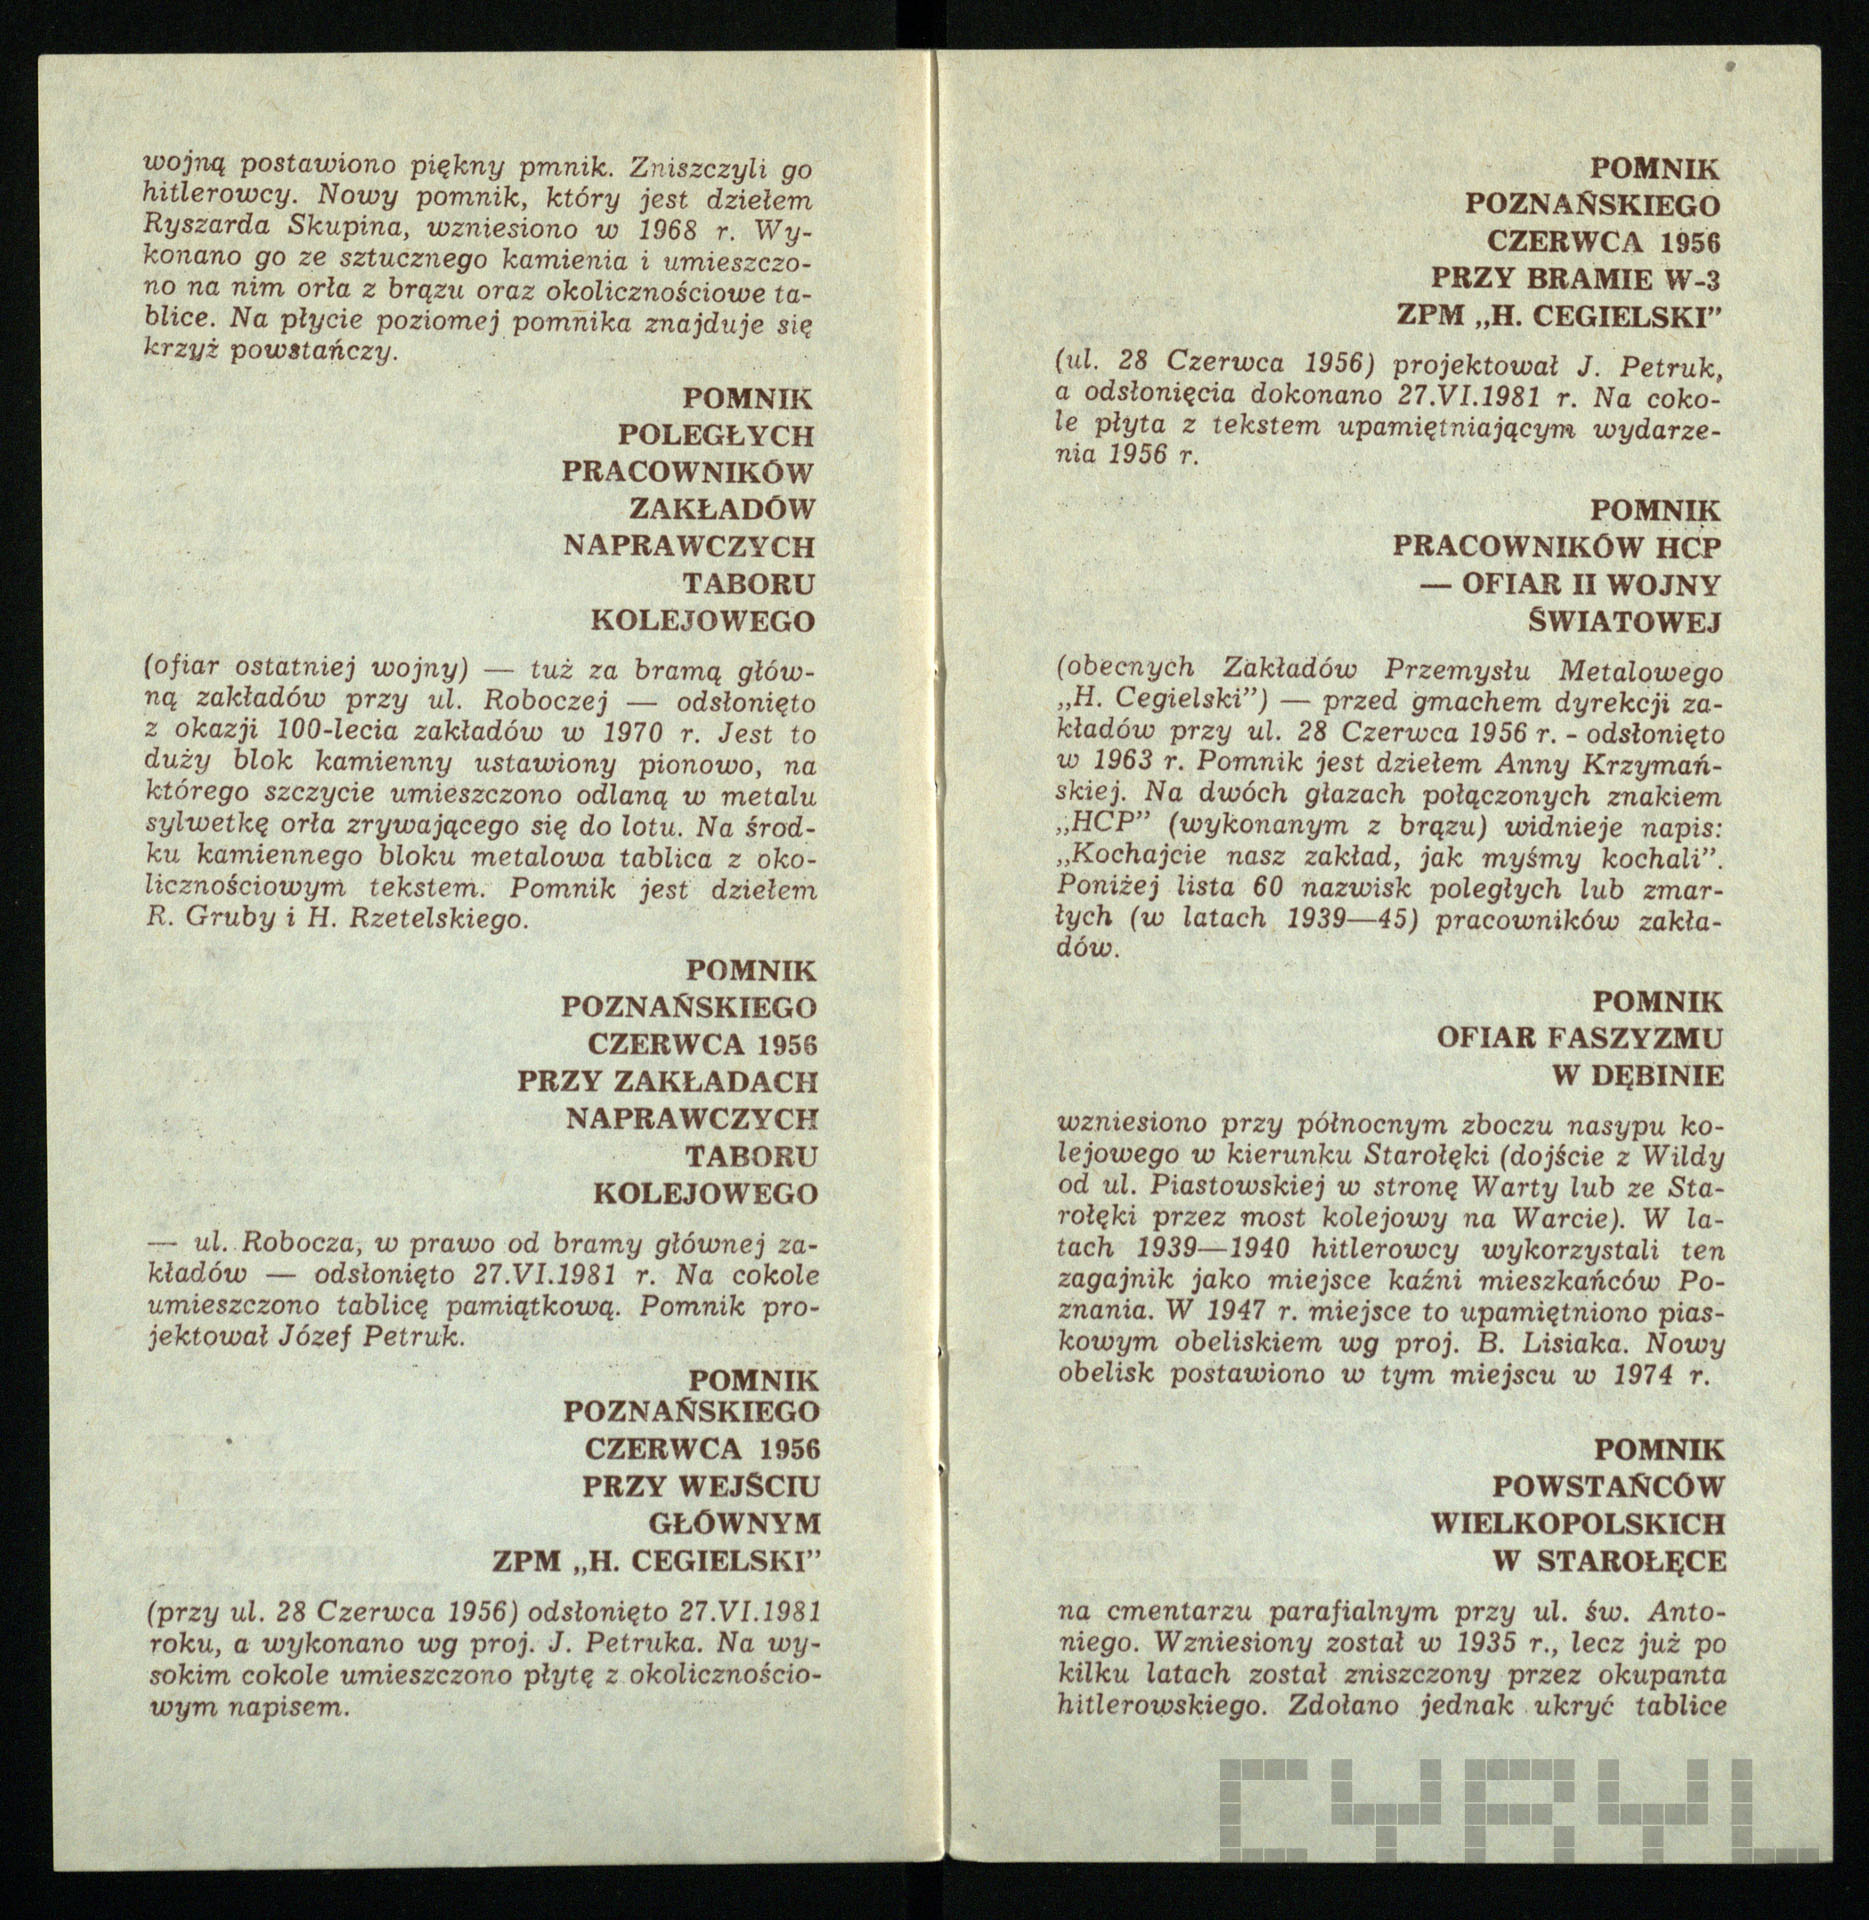 wojną postawiono piękny pmnik. Zniszczyli go
hitlerowcy. Nowy pomnik, który jest dziełem
Ryszarda Skupina, wzniesiono w 1968 r. Wy-
konano go ze sztucznego kamienia i umieszczo-
no na nim orła z brązu oraz okolicznościowe ta-
blice. Na płycie poziomej pomnika znajduje się
krzyż powstańczy.
POMNIK
POLEGŁYCH
PRACOWNIKÓW
ZAKŁADÓW
NAPRAWCZYCH
TABORU
KOLEJOWEGO
(ofiar ostatniej wojny) — tuż za bramą głów-
ną zakładów przy ul. Roboczej — odsłonięto
z okazji 100-lecia zakładów w 1970 r. Jest to
duży blok kamienny ustawiony pionowo, na
którego szczycie umieszczono odlaną w metalu
sylwetkę orła zrywającego się do lotu. Na środ-
ku kamiennego bloku metalowa tablica z oko-
licznościowym tekstem. Pomnik jest dziełem
R. Gruby i H. Rzetelskiego.
POMNIK
POZNAŃSKIEGO
CZERWCA 1956
PRZY ZAKŁADACH
NAPRAWCZYCH
TABORU
KOLEJOWEGO
— ul. Robocza, w prawo od bramy głównej za-
kładów — odsłonięto 27.VI.1981 r. Na cokole
umieszczono tablicę pamiątkową. Pomnik pro-
jektował Józef Petruk.
POMNIK
POZNAŃSKIEGO
CZERWCA 1956
PRZY WEJŚCIU
GŁÓWNYM
ZPM „H. CEGIELSKI”
(przy ul. 28 Czerwca 1956) odsłonięto 27.VI.1981
roku, a wykonano wg proj. J. Petruka. Na wy-
sokim cokole umieszczono płytę z okolicznościo-
wym napisem.
POMNIK
POZNAŃSKIEGO
CZERWCA 1956
PRZY BRAMIE W-3
ZPM „H. CEGIELSKI”
(ul. 28 Czerwca 1956) projektował J. Petruk,
a odsłonięcia dokonano 27.VI.1981 r. Na coko-
le płyta z tekstem upamiętniającym wydarze-
nia 1956 r.
POMNIK
PRACOWNIKÓW HCP
— OFIAR II WOJNY
ŚWIATOWEJ
(obecnych Zakładów Przemysłu Metalowego
„H. Cegielski”) — przed gmachem dyrekcji za-
kładów przy ul. 28 Czerwca 1956 r. - odsłonięto
w 1963 r. Pomnik jest dziełem Anny Krzymań-
skiej. Na dwóch głazach połączonych znakiem
„HCP” (wykonanym z brązu) widnieje napis:
„Kochajcie nasz zakład, jak myśmy kochali”.
Poniżej lista 60 nazwisk poległych lub zmar-
łych (w latach 1939—45) pracowników zakła-
dów.
POMNIK
OFIAR FASZYZMU
W DĘBINIE
wzniesiono przy północnym zboczu nasypu ko-
lejowego w kierunku Starołęki (dojście z Wildy
od ul. Piastowskiej w stronę Warty lub ze Sta-
rołęki przez most kolejowy na Warcie). W la-
tach 1939—1940 hitlerowcy wykorzystali ten
zagajnik jako miejsce kaźni mieszkańców Po-
znania. W 1947 r. miejsce to upamiętniono pias-
kowym obeliskiem wg proj. B. Lisiaka. Nowy
obelisk postawiono w tym miejscu w 1974 r.
POMNIK
POWSTAŃCÓW
WIELKOPOLSKICH
W STAROŁĘCE
na cmentarzu parafialnym przy ul. św. Anto-
niego. Wzniesiony został w 1935 r., lecz już po
kilku latach został zniszczony przez okupanta
hitlerowskiego. Zdołano jednak ukryć tablice
CYRYL